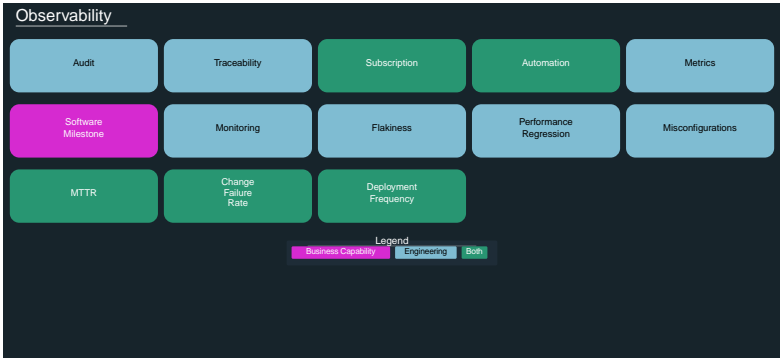 Observability
Audit
Traceability
Subscription
Automation
Metrics
Software
Milestone
Monitoring
Flakiness
Performance
Regression
Misconfigurations
MTTR
Change
Failure
Rate
Deployment
Frequency
Legend
Business Capability
Engineering
Both